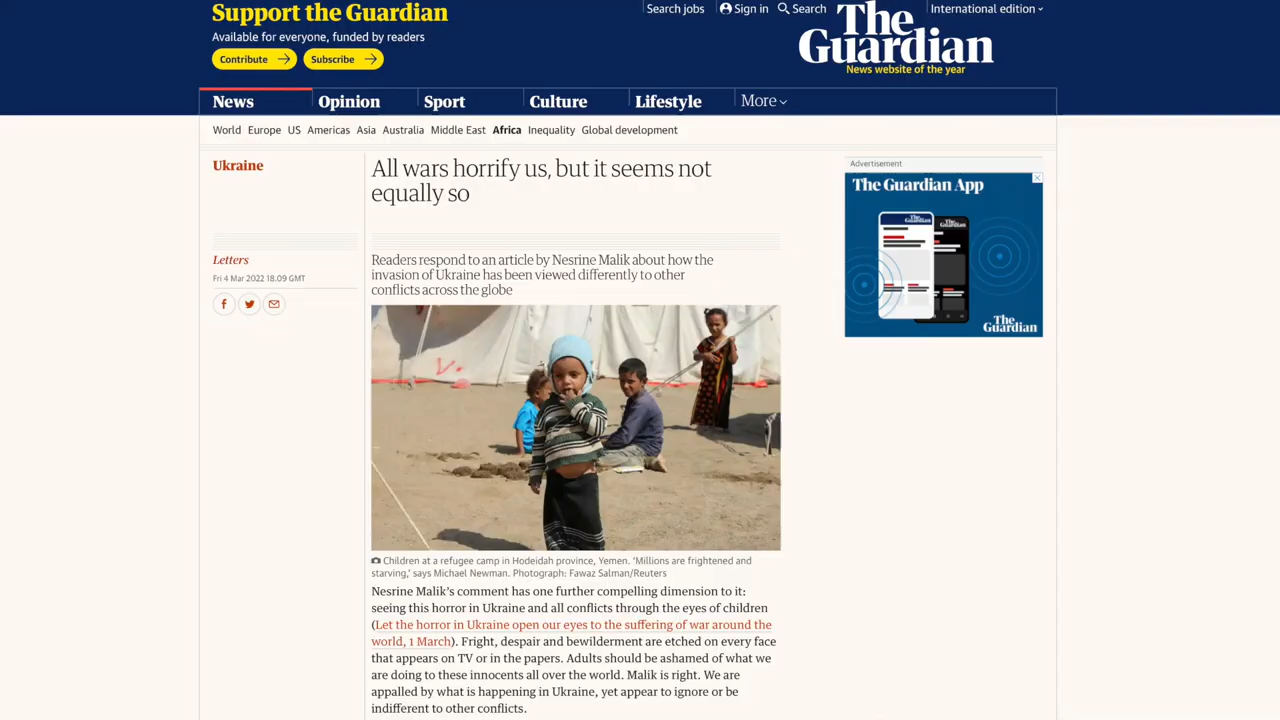 Support the Guardian
Available for everyone, funded by readers
Contribute
Subscribe
Search jobs
Sign in
Search
International edition
The
Guardian
News website of the year
News
Opinion
Sport
Culture
Lifestyle
More
World Europe US Americas Asia Australia Middle East Africa Inequality Global development
Ukraine
Letters
Fri 4 Mar 2022 18.09 GMT
All wars horrify us, but it seems not
equally so
Readers respond to an article by Nesrine Malik about how the
invasion of Ukraine has been viewed differently to other
conflicts across the globe
Children at a refugee camp in Hodeidah province, Yemen. ‘Millions are frightened and
starving,’ says Michael Newman. Photograph: Fawaz Salman/Reuters
Nesrine Malik’s comment has one further compelling dimension to it:
seeing this horror in Ukraine and all conflicts through the eyes of children
(Let the horror in Ukraine open our eyes to the suffering of war around the
world, 1 March). Fright, despair and bewilderment are etched on every face
that appears on TV or in the papers. Adults should be ashamed of what we
are doing to these innocents all over the world. Malik is right. We are
appalled by what is happening in Ukraine, yet appear to ignore or be
indifferent to other conflicts.
Advertisement
The Guardian App
The
Guardian